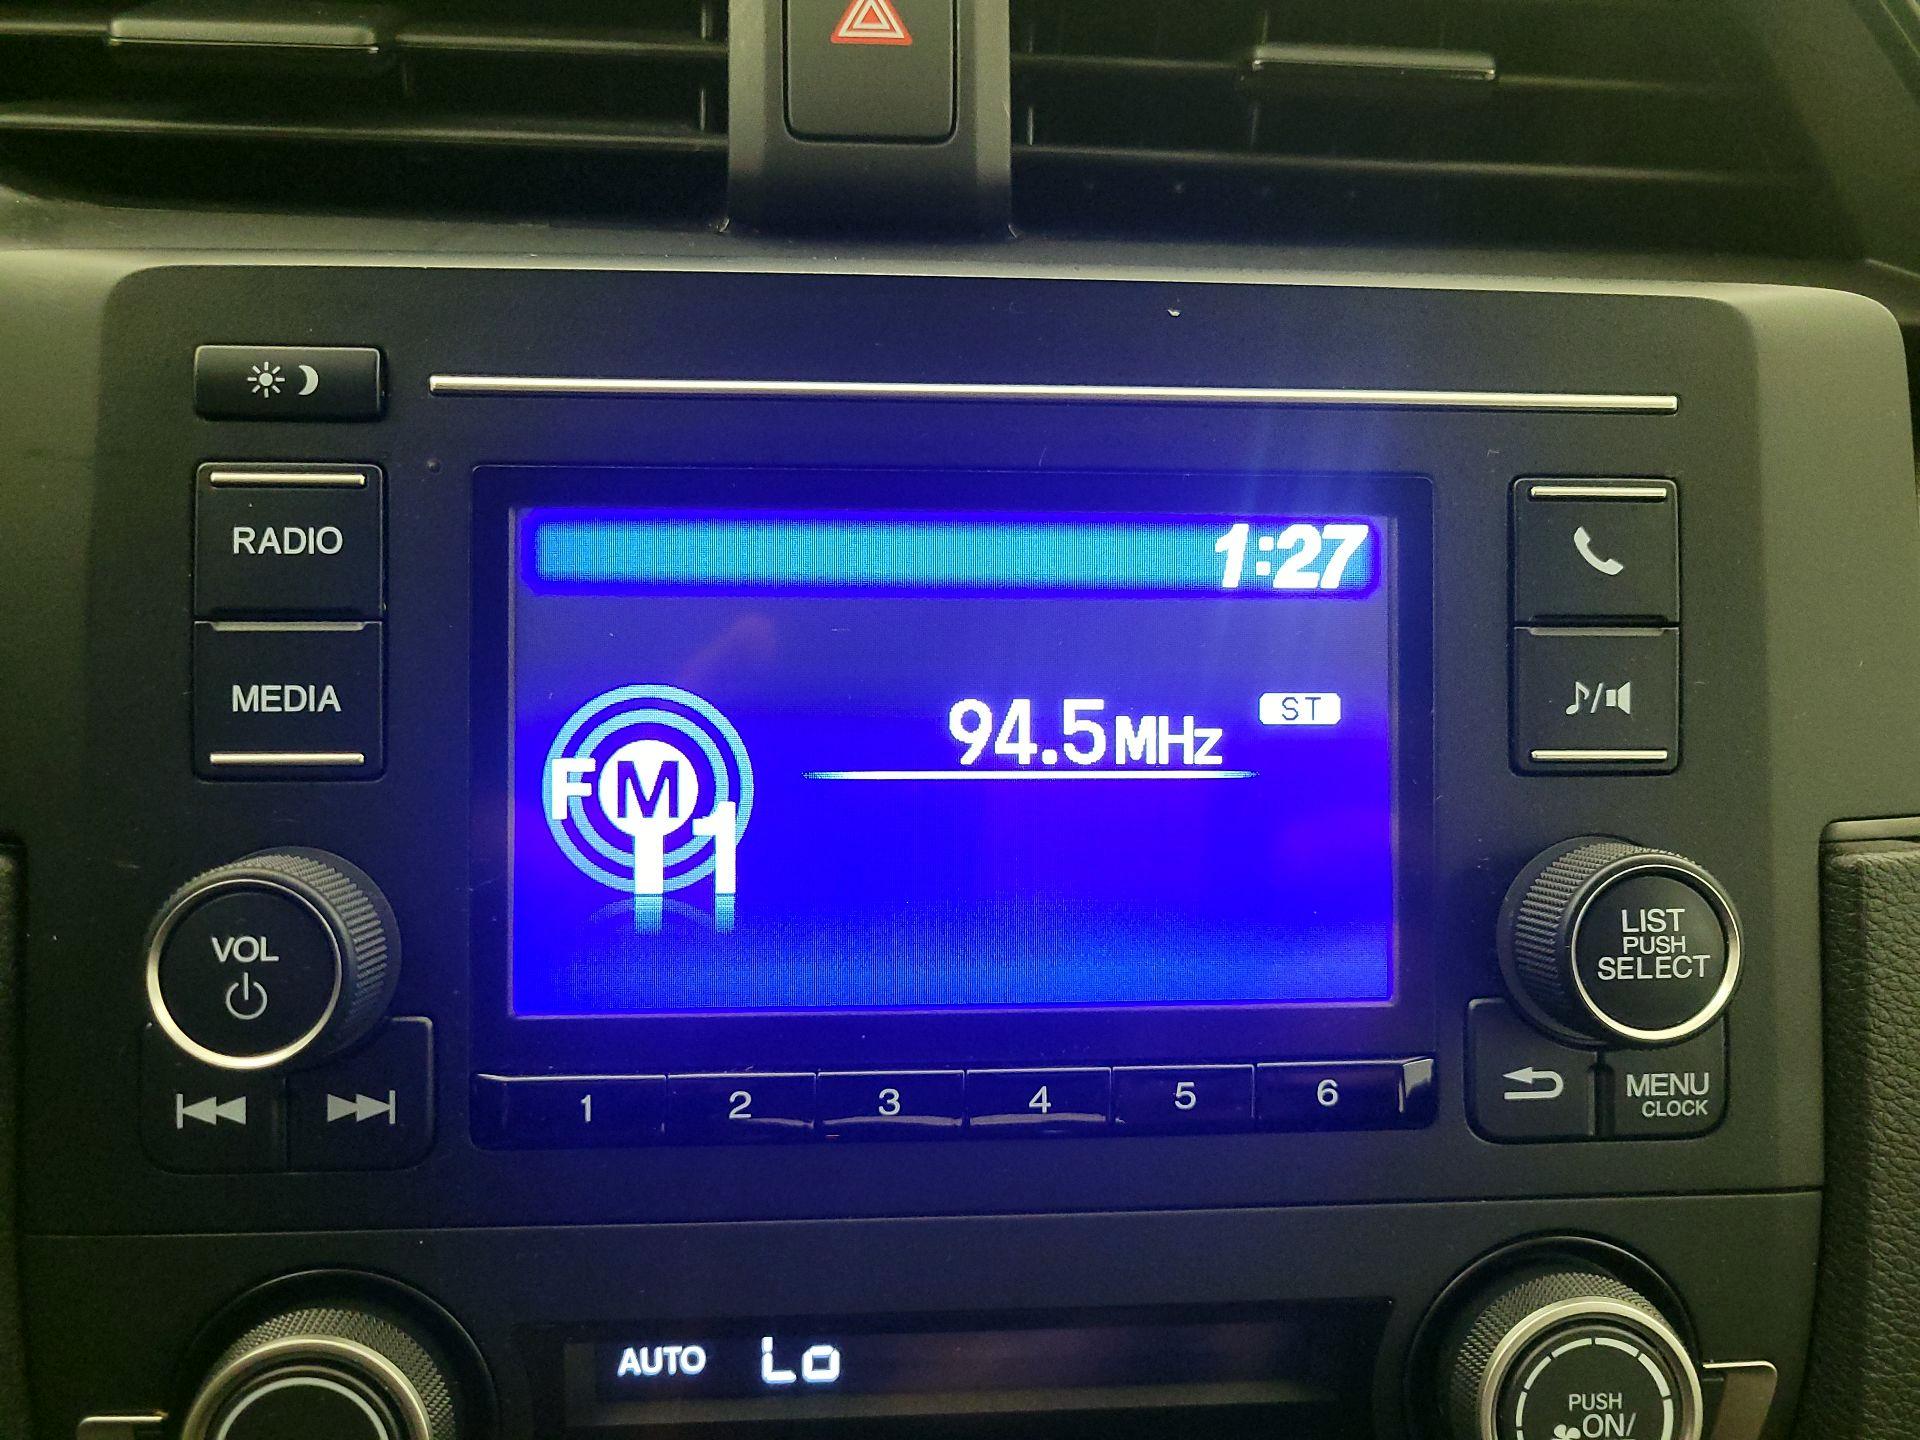 RADIO
MEDIA
VOL
1:27
94.5MHz
ST
FM
1
LIST
PUSH
SELECT
MENU
CLOCK
1 2 3 4 5 6
AUTO Lo
PUSH
ON/